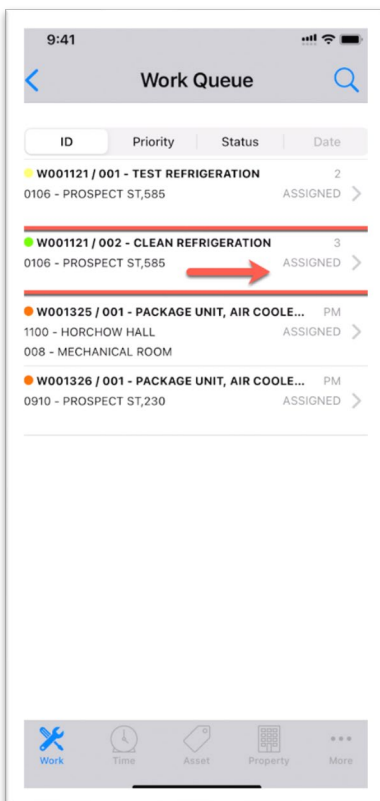 9:41
Work Queue
ID Priority Status Date
W001121 / 001 - TEST REFRIGERATION 2
0106 - PROSPECT ST,585 ASSIGNED
W001121 / 002 - CLEAN REFRIGERATION 3
0106 - PROSPECT ST,585 ASSIGNED
W001325 / 001 - PACKAGE UNIT, AIR COOLE... PM
1100 - HORCHOW HALL ASSIGNED
008 - MECHANICAL ROOM
W001326 / 001 - PACKAGE UNIT, AIR COOLE... PM
0910 - PROSPECT ST,230 ASSIGNED
Work Time Asset Property More